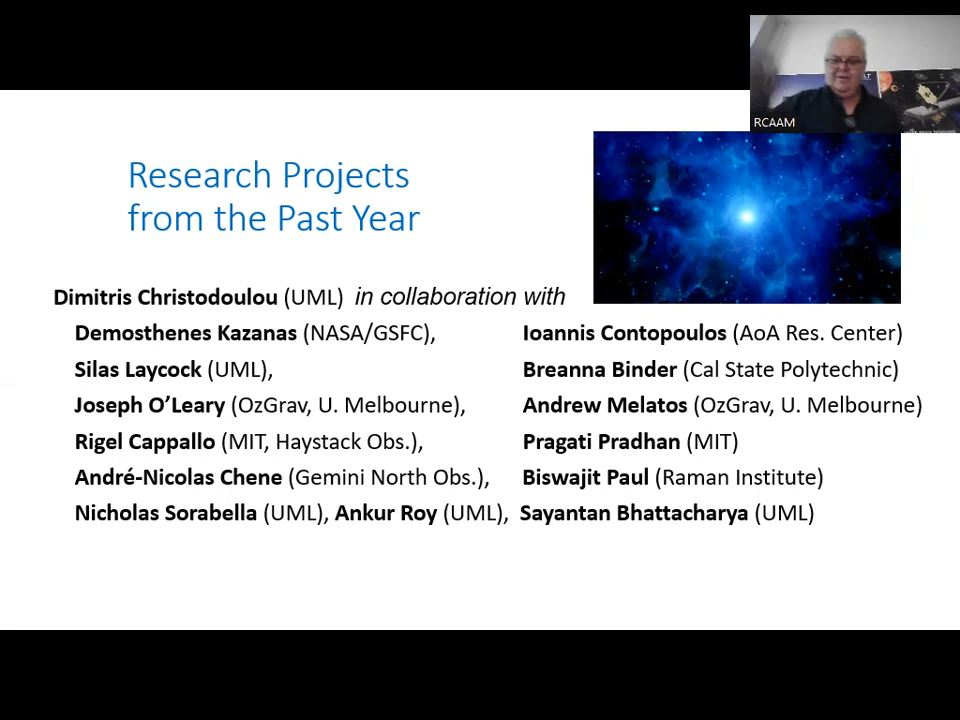 RCAAM
Research Projects
from the Past Year
Dimitris Christodoulou (UML) in collaboration with
Demosthenes Kazanas (NASA/GSFC), Ioannis Contopoulos (AoA Res. Center)
Silas Laycock (UML), Breanna Binder (Cal State Polytechnic)
Joseph O’Leary (OzGrav, U. Melbourne), Andrew Melatos (OzGrav, U. Melbourne)
Rigel Cappallo (MIT, Haystack Obs.), Pragati Pradhan (MIT)
André-Nicolas Chene (Gemini North Obs.), Biswajit Paul (Raman Institute)
Nicholas Sorabella (UML), Ankur Roy (UML), Sayantan Bhattacharya (UML)